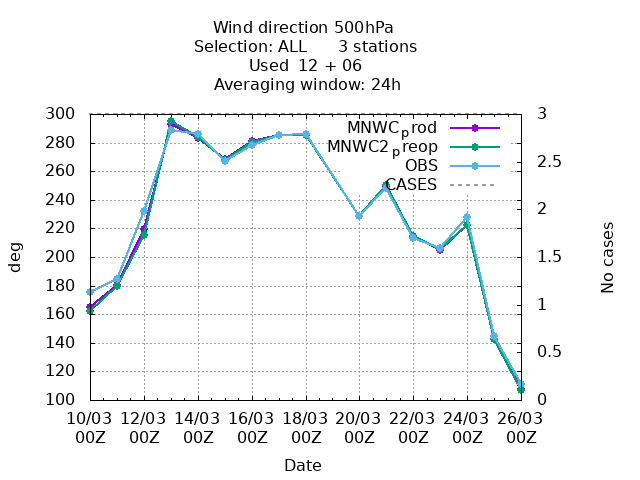 Wind direction 500hPa
Selection: ALL 3 stations
Used 12 + 06
Averaging window: 24h
300
280
260
240
220
200
180
160
140
120
100
deg
3
2.5
2
1.5
1
0.5
0
No cases
MNWCprod
MNWC2preop
OBS
CASES
10/03 12/03 14/03 16/03 18/03 20/03 22/03 24/03 26/03
00Z 00Z 00Z 00Z 00Z 00Z 00Z 00Z 00Z
Date